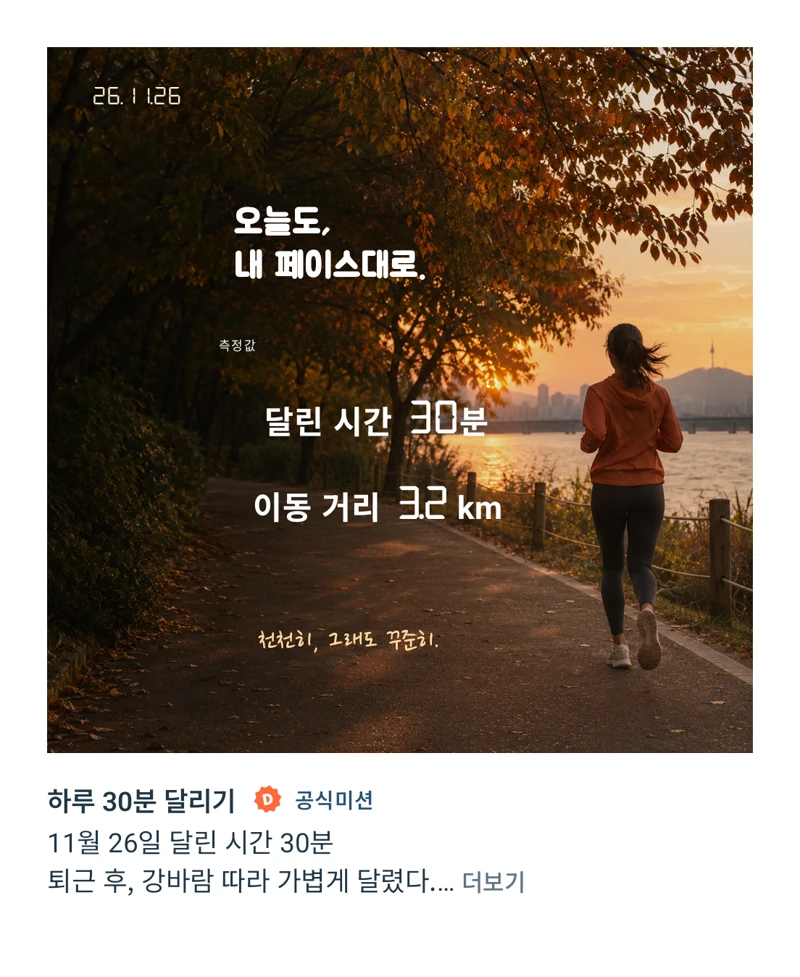 26.11.26
오늘도,
내 페이스대로.
측정값
달린 시간 30분
이동 거리 3.2 km
천천히, 그래도 꾸준히.
하루 30분 달리기 D 공식미션
11월 26일 달린 시간 30분
퇴근 후, 강바람 따라 가볍게 달렸다.... 더보기